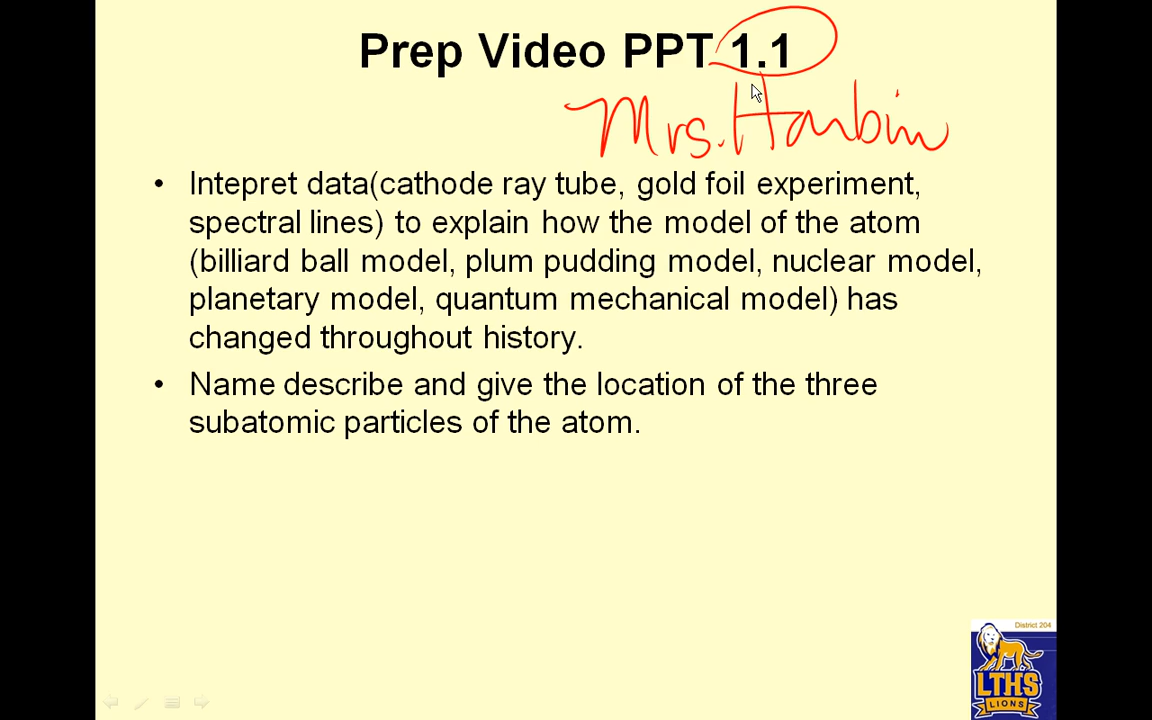 Prep Video PPT 1.1
Mrs. Harbin
• Intepret data(cathode ray tube, gold foil experiment,
spectral lines) to explain how the model of the atom
(billiard ball model, plum pudding model, nuclear model,
planetary model, quantum mechanical model) has
changed throughout history.
• Name describe and give the location of the three
subatomic particles of the atom.
District 204
LTHS
LIONS